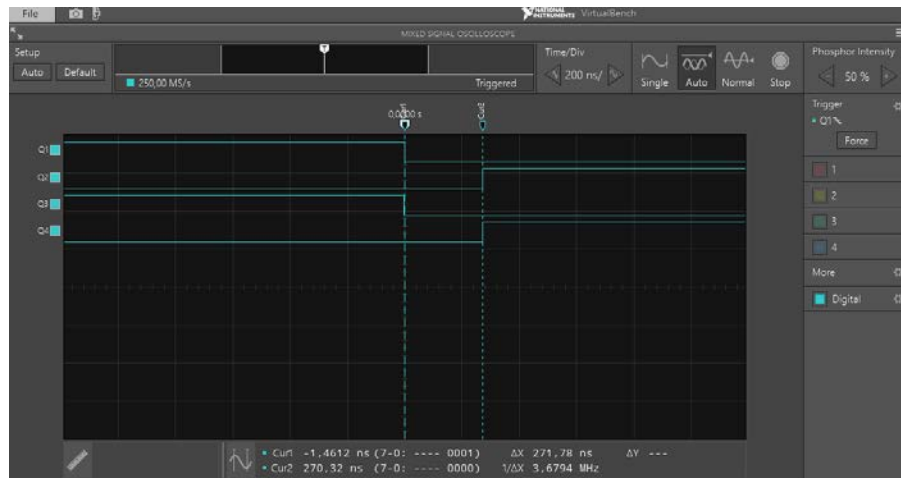 File
NATIONAL INSTRUMENTS VirtualBench
MIXED SIGNAL OSCILLOSCOPE
Setup
Auto Default
T
250,00 MS/s Triggered
Time/Div
200 ns/
Single Auto Normal Stop
Phosphor Intensity
50 %
Trigger
Q1
Force
0,0000 s
Cur1
Cur2
Q1
Q2
Q3
Q4
1
2
3
4
More
Digital
Cur1 -1,4612 ns (7-0: ---- 0001) ΔX 271,78 ns ΔY ---
Cur2 270,32 ns (7-0: ---- 0000) 1/ΔX 3,6794 MHz